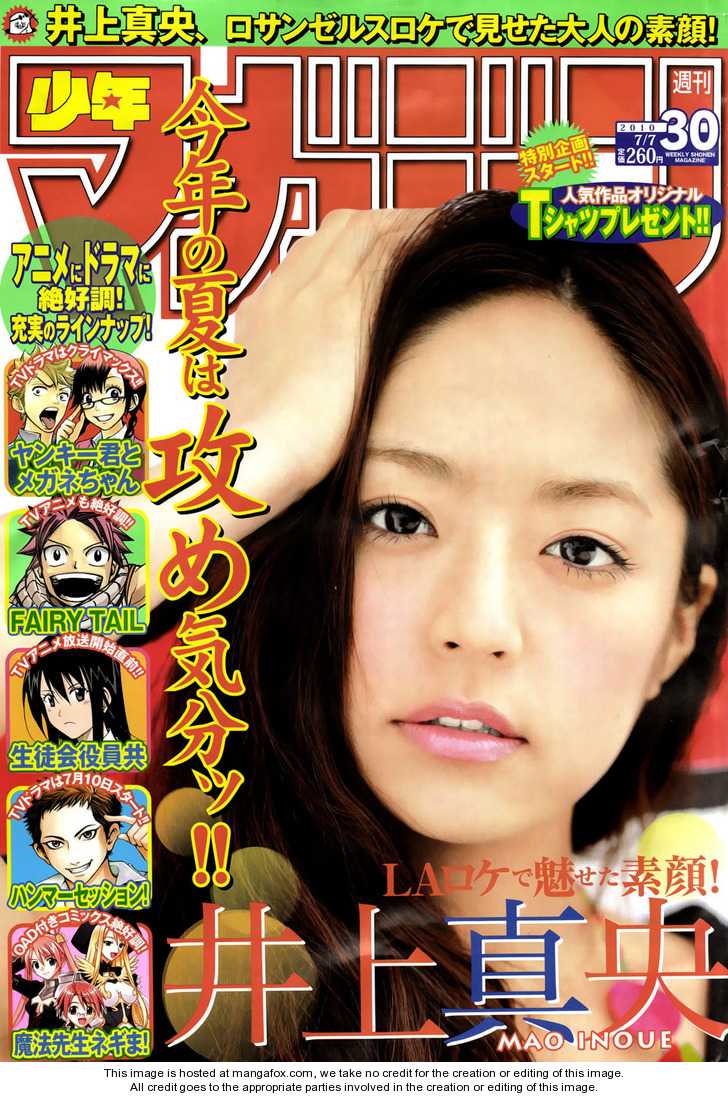 井上真央、ロサンゼルスロケで見せた大人の素顔!
週刊
少年
マガジン
2010
7/7
30
定価260円
WEEKLY SHONEN
MAGAZINE
特別企画
スタート!!
人気作品オリジナル
Tシャツプレゼント!!
今年の夏は
攻め気分ッ!!
アニメにドラマに
絶好調!
充実のラインナップ!
TVドラマはクライマックス!
ヤンキー君と
メガネちゃん
TVアニメも絶好調!!
FAIRY TAIL
TVアニメ放送開始直前!!
生徒会役員共
TVドラマは7月10日スタート!!
ハンマーセッション!
OAD付きコミックス絶好調!
魔法先生ネギま!
LAロケで魅せた素顔!
井上真央
MAO INOUE
This image is hosted at mangafox.com, we take no credit for the creation or editing of this image.
All credit goes to the appropriate parties involved in the creation or editing of this image.